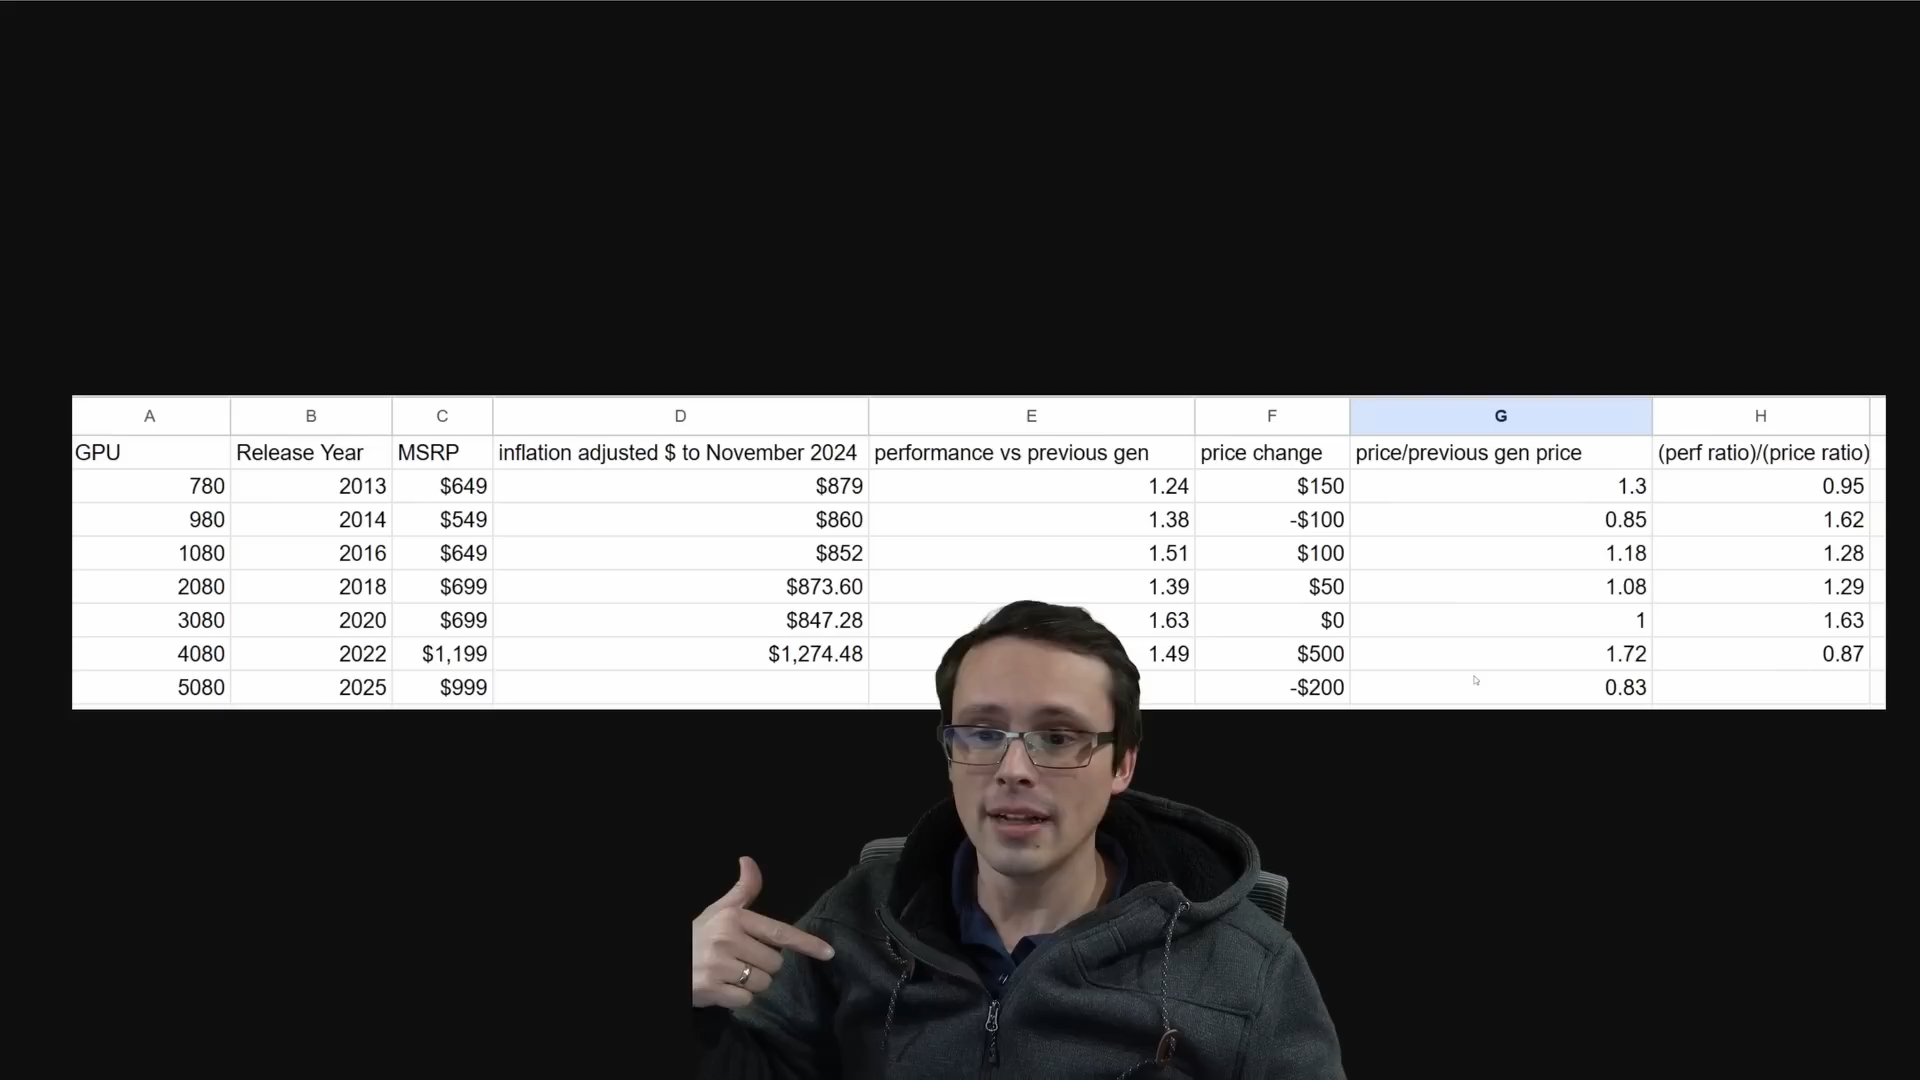 A B C D E F G H
GPU Release Year MSRP inflation adjusted $ to November 2024 performance vs previous gen price change price/previous gen price (perf ratio)/(price ratio)
780 2013 $649 $879 1.24 $150 1.3 0.95
980 2014 $549 $860 1.38 -$100 0.85 1.62
1080 2016 $649 $852 1.51 $100 1.18 1.28
2080 2018 $699 $873.60 1.39 $50 1.08 1.29
3080 2020 $699 $847.28 1.63 $0 1 1.63
4080 2022 $1,199 $1,274.48 1.49 $500 1.72 0.87
5080 2025 $999 -$200 0.83